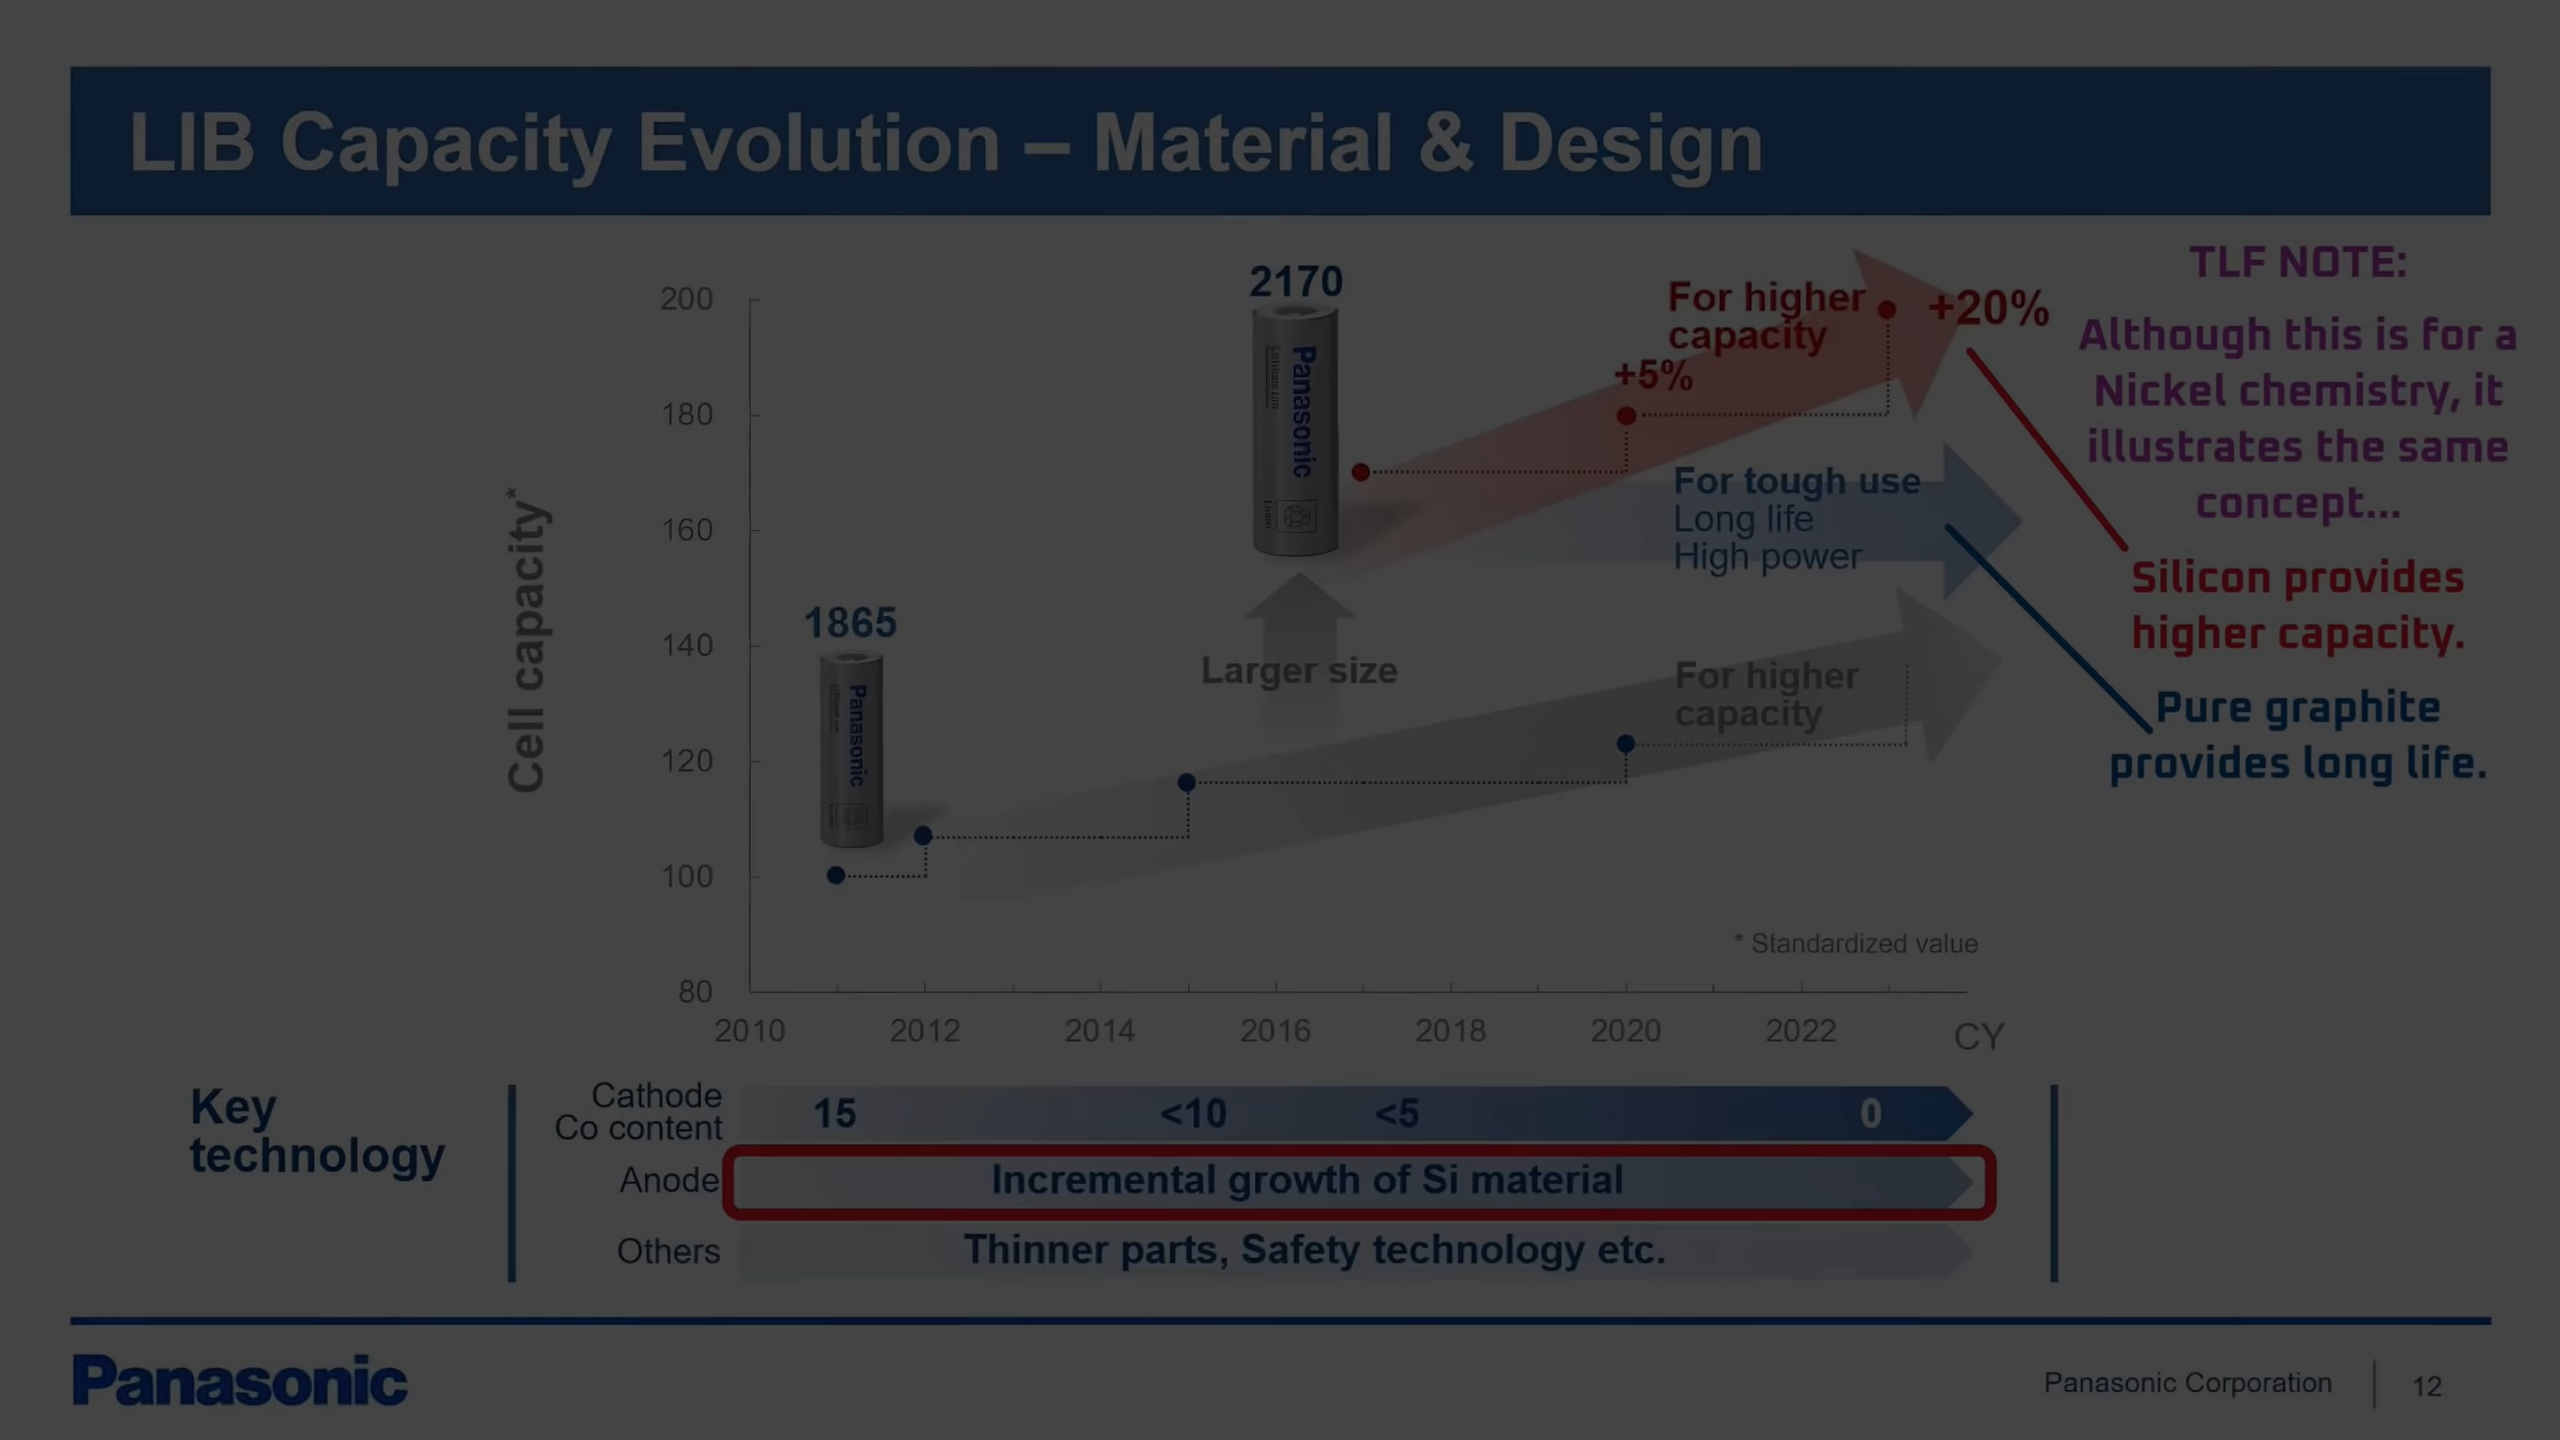 LIB Capacity Evolution – Material & Design
TLF NOTE:
Although this is for a
Nickel chemistry, it
illustrates the same
concept...
Silicon provides
higher capacity.
Pure graphite
provides long life.
Cell capacity*
200
180
160
140
120
100
80
2010
2012
2014
2016
2018
2020
2022
CY
1865
Panasonic
2170
Panasonic
Larger size
For higher
capacity
+5%
+20%
For tough use
Long life
High power
For higher
capacity
* Standardized value
Key
technology
Cathode
Co content
15
<10
<5
0
Anode
Incremental growth of Si material
Others
Thinner parts, Safety technology etc.
Panasonic
Panasonic Corporation
12